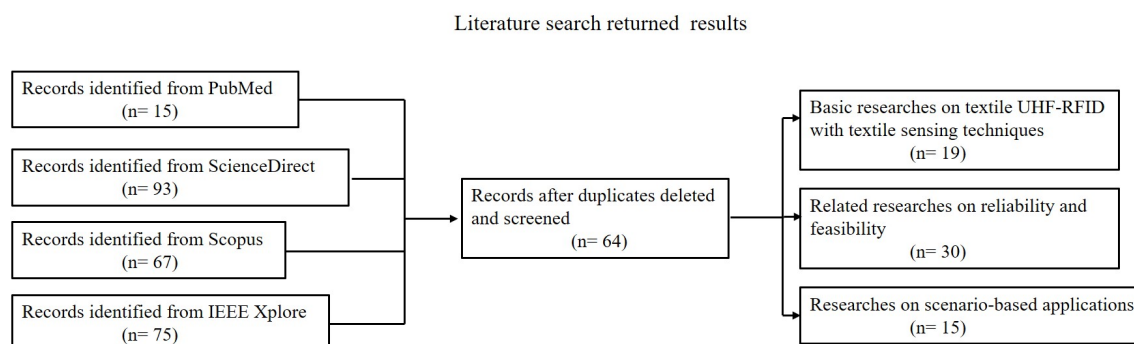 Literature search returned results
Records identified from PubMed
(n= 15)
Records identified from ScienceDirect
(n= 93)
Records identified from Scopus
(n= 67)
Records identified from IEEE Xplore
(n= 75)
Records after duplicates deleted
and screened
(n= 64)
Basic researches on textile UHF-RFID
with textile sensing techniques
(n= 19)
Related researches on reliability and
feasibility
(n= 30)
Researches on scenario-based applications
(n= 15)